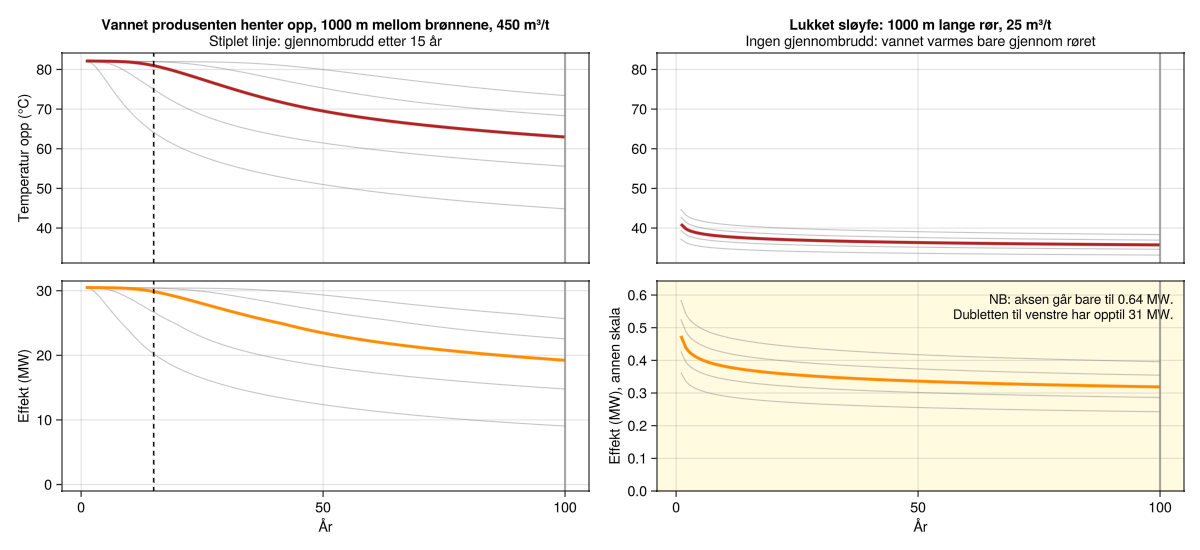 Vannet produsenten henter opp, 1000 m mellom brønnene, 450 m³/t
Stiplet linje: gjennombrudd etter 15 år
Temperatur opp (°C)
80
70
60
50
40
Effekt (MW)
30
20
10
0
0
50
100
År
Lukket sløyfe: 1000 m lange rør, 25 m³/t
Ingen gjennombrudd: vannet varmes bare gjennom røret
80
70
60
50
40
NB: aksen går bare til 0.64 MW.
Dubletten til venstre har opptil 31 MW.
Effekt (MW), annen skala
0.6
0.5
0.4
0.3
0.2
0.1
0.0
0
50
100
År